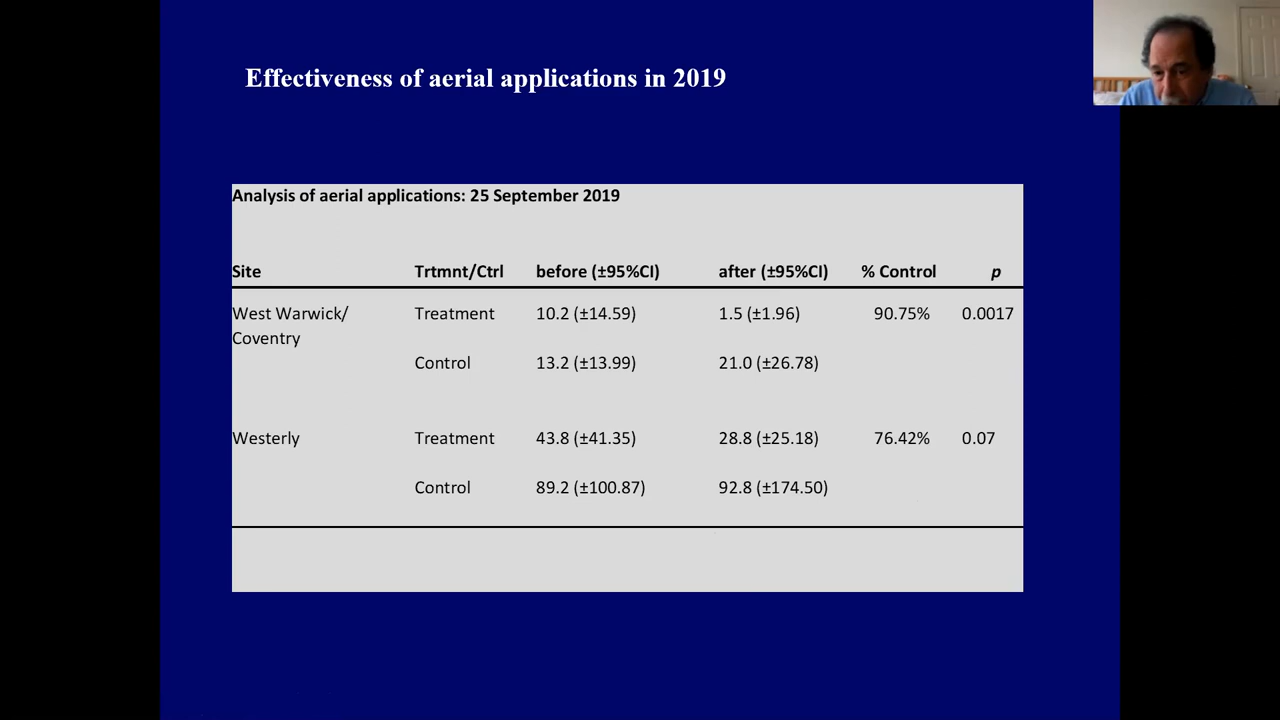 Effectiveness of aerial applications in 2019
Analysis of aerial applications: 25 September 2019
Site Trtmnt/Ctrl before (±95%CI) after (±95%CI) % Control p
West Warwick/ Treatment 10.2 (±14.59) 1.5 (±1.96) 90.75% 0.0017
Coventry
Control 13.2 (±13.99) 21.0 (±26.78)
Westerly Treatment 43.8 (±41.35) 28.8 (±25.18) 76.42% 0.07
Control 89.2 (±100.87) 92.8 (±174.50)